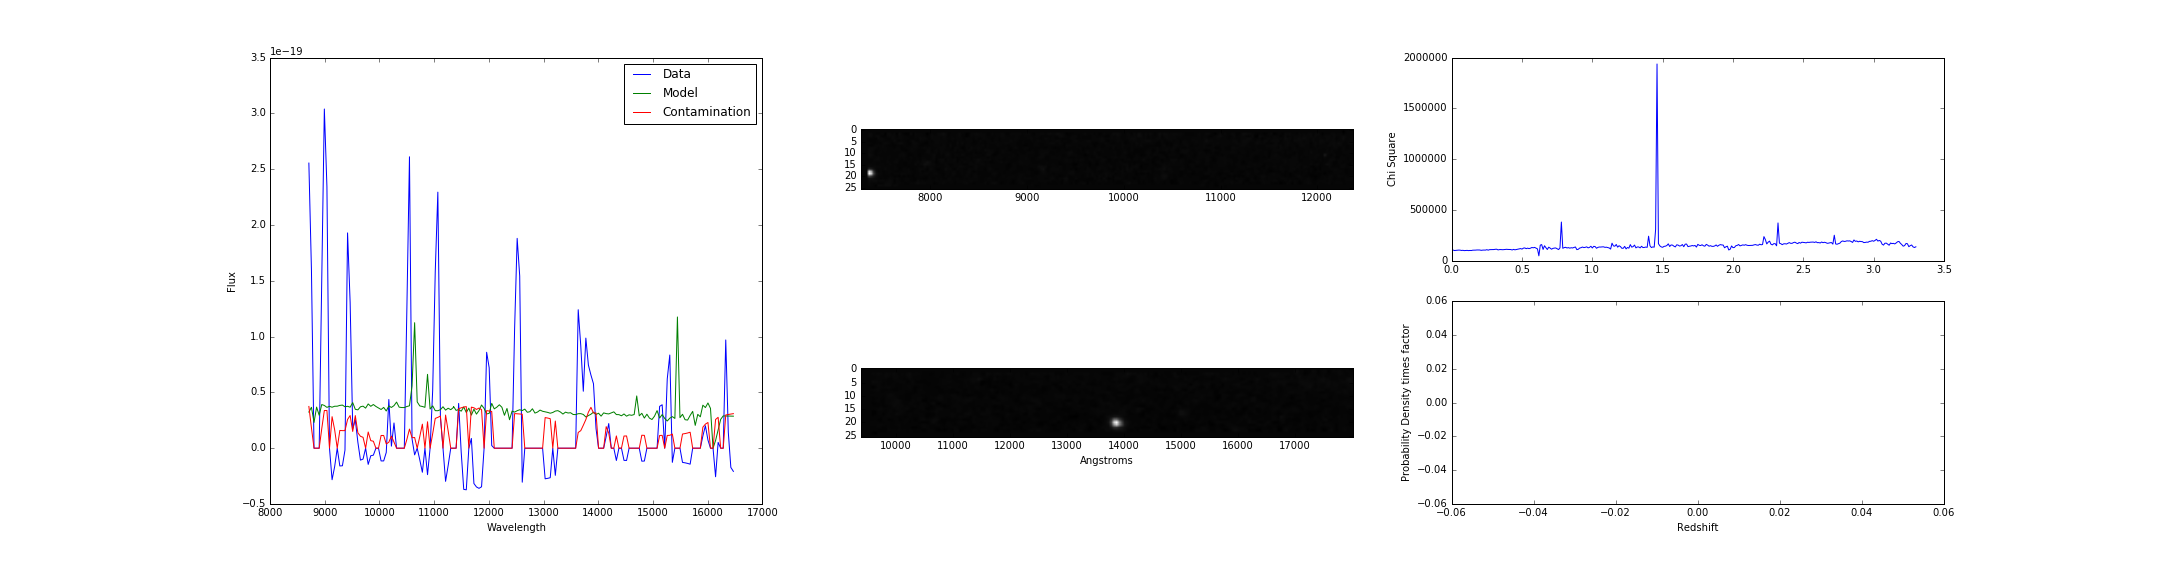 1e−19
3.5
3.0
2.5
2.0
1.5
1.0
0.5
0.0
−0.5
Flux
8000 9000 10000 11000 12000 13000 14000 15000 16000 17000
Wavelength
Data
Model
Contamination
0
5
10
15
20
25
8000 9000 10000 11000 12000
0
5
10
15
20
25
10000 11000 12000 13000 14000 15000 16000 17000
Angstroms
2000000
1500000
1000000
500000
0
Chi Square
0.0 0.5 1.0 1.5 2.0 2.5 3.0 3.5
0.06
0.04
0.02
0.00
−0.02
−0.04
−0.06
Probability Density times factor
−0.06 −0.04 −0.02 0.00 0.02 0.04 0.06
Redshift